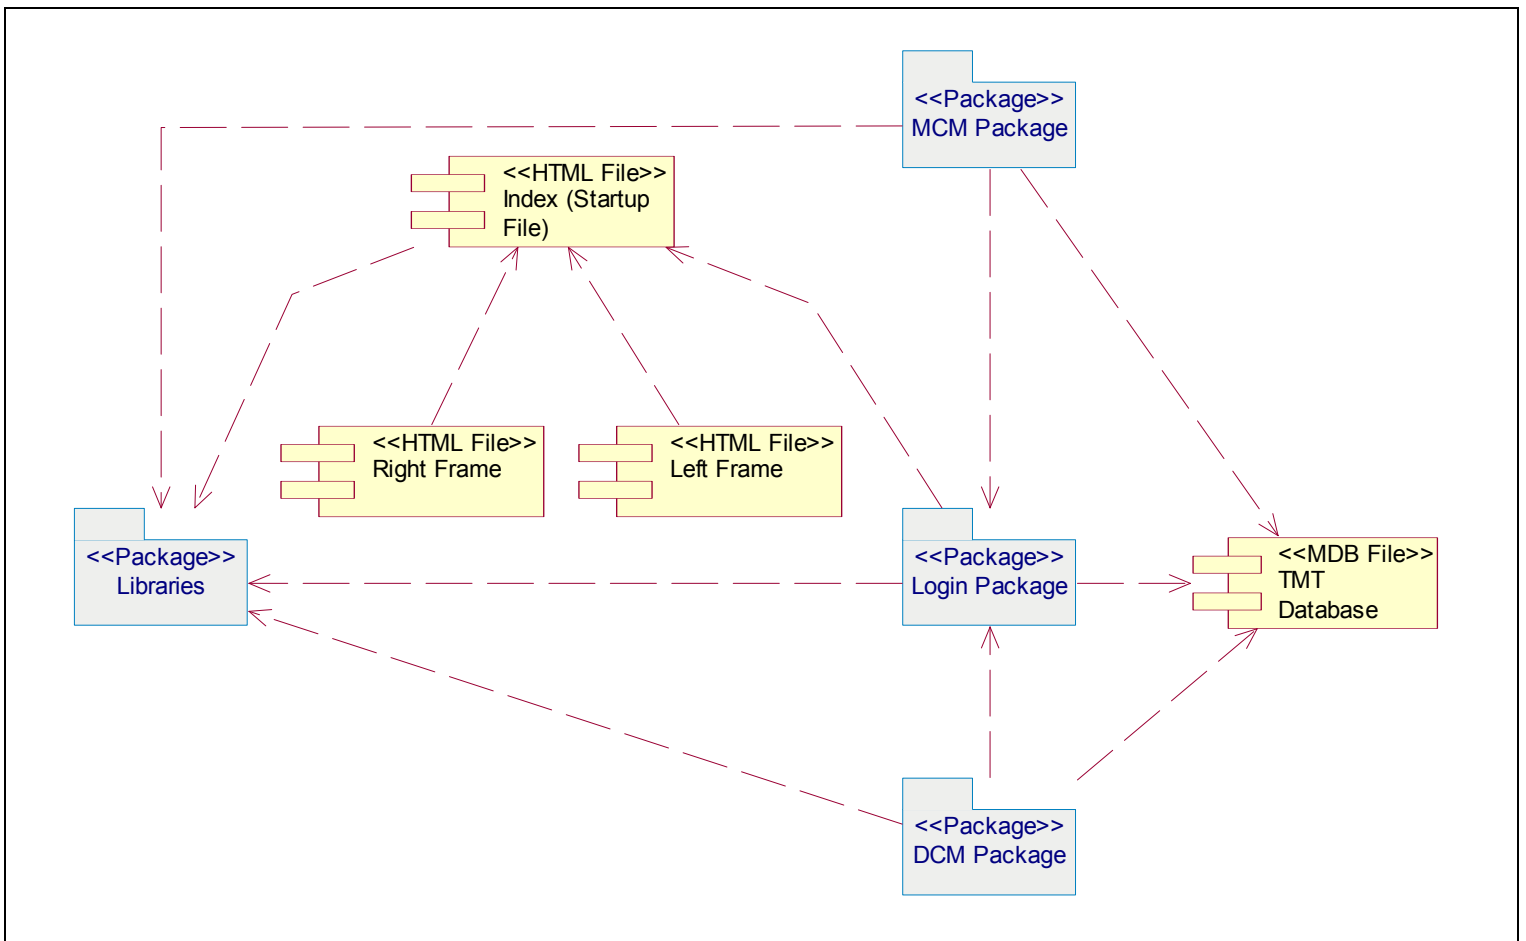 <<Package>>
MCM Package
<<HTML File>>
Index (Startup
File)
<<HTML File>>
Right Frame
<<HTML File>>
Left Frame
<<Package>>
Libraries
<<Package>>
Login Package
<<MDB File>>
TMT
Database
<<Package>>
DCM Package